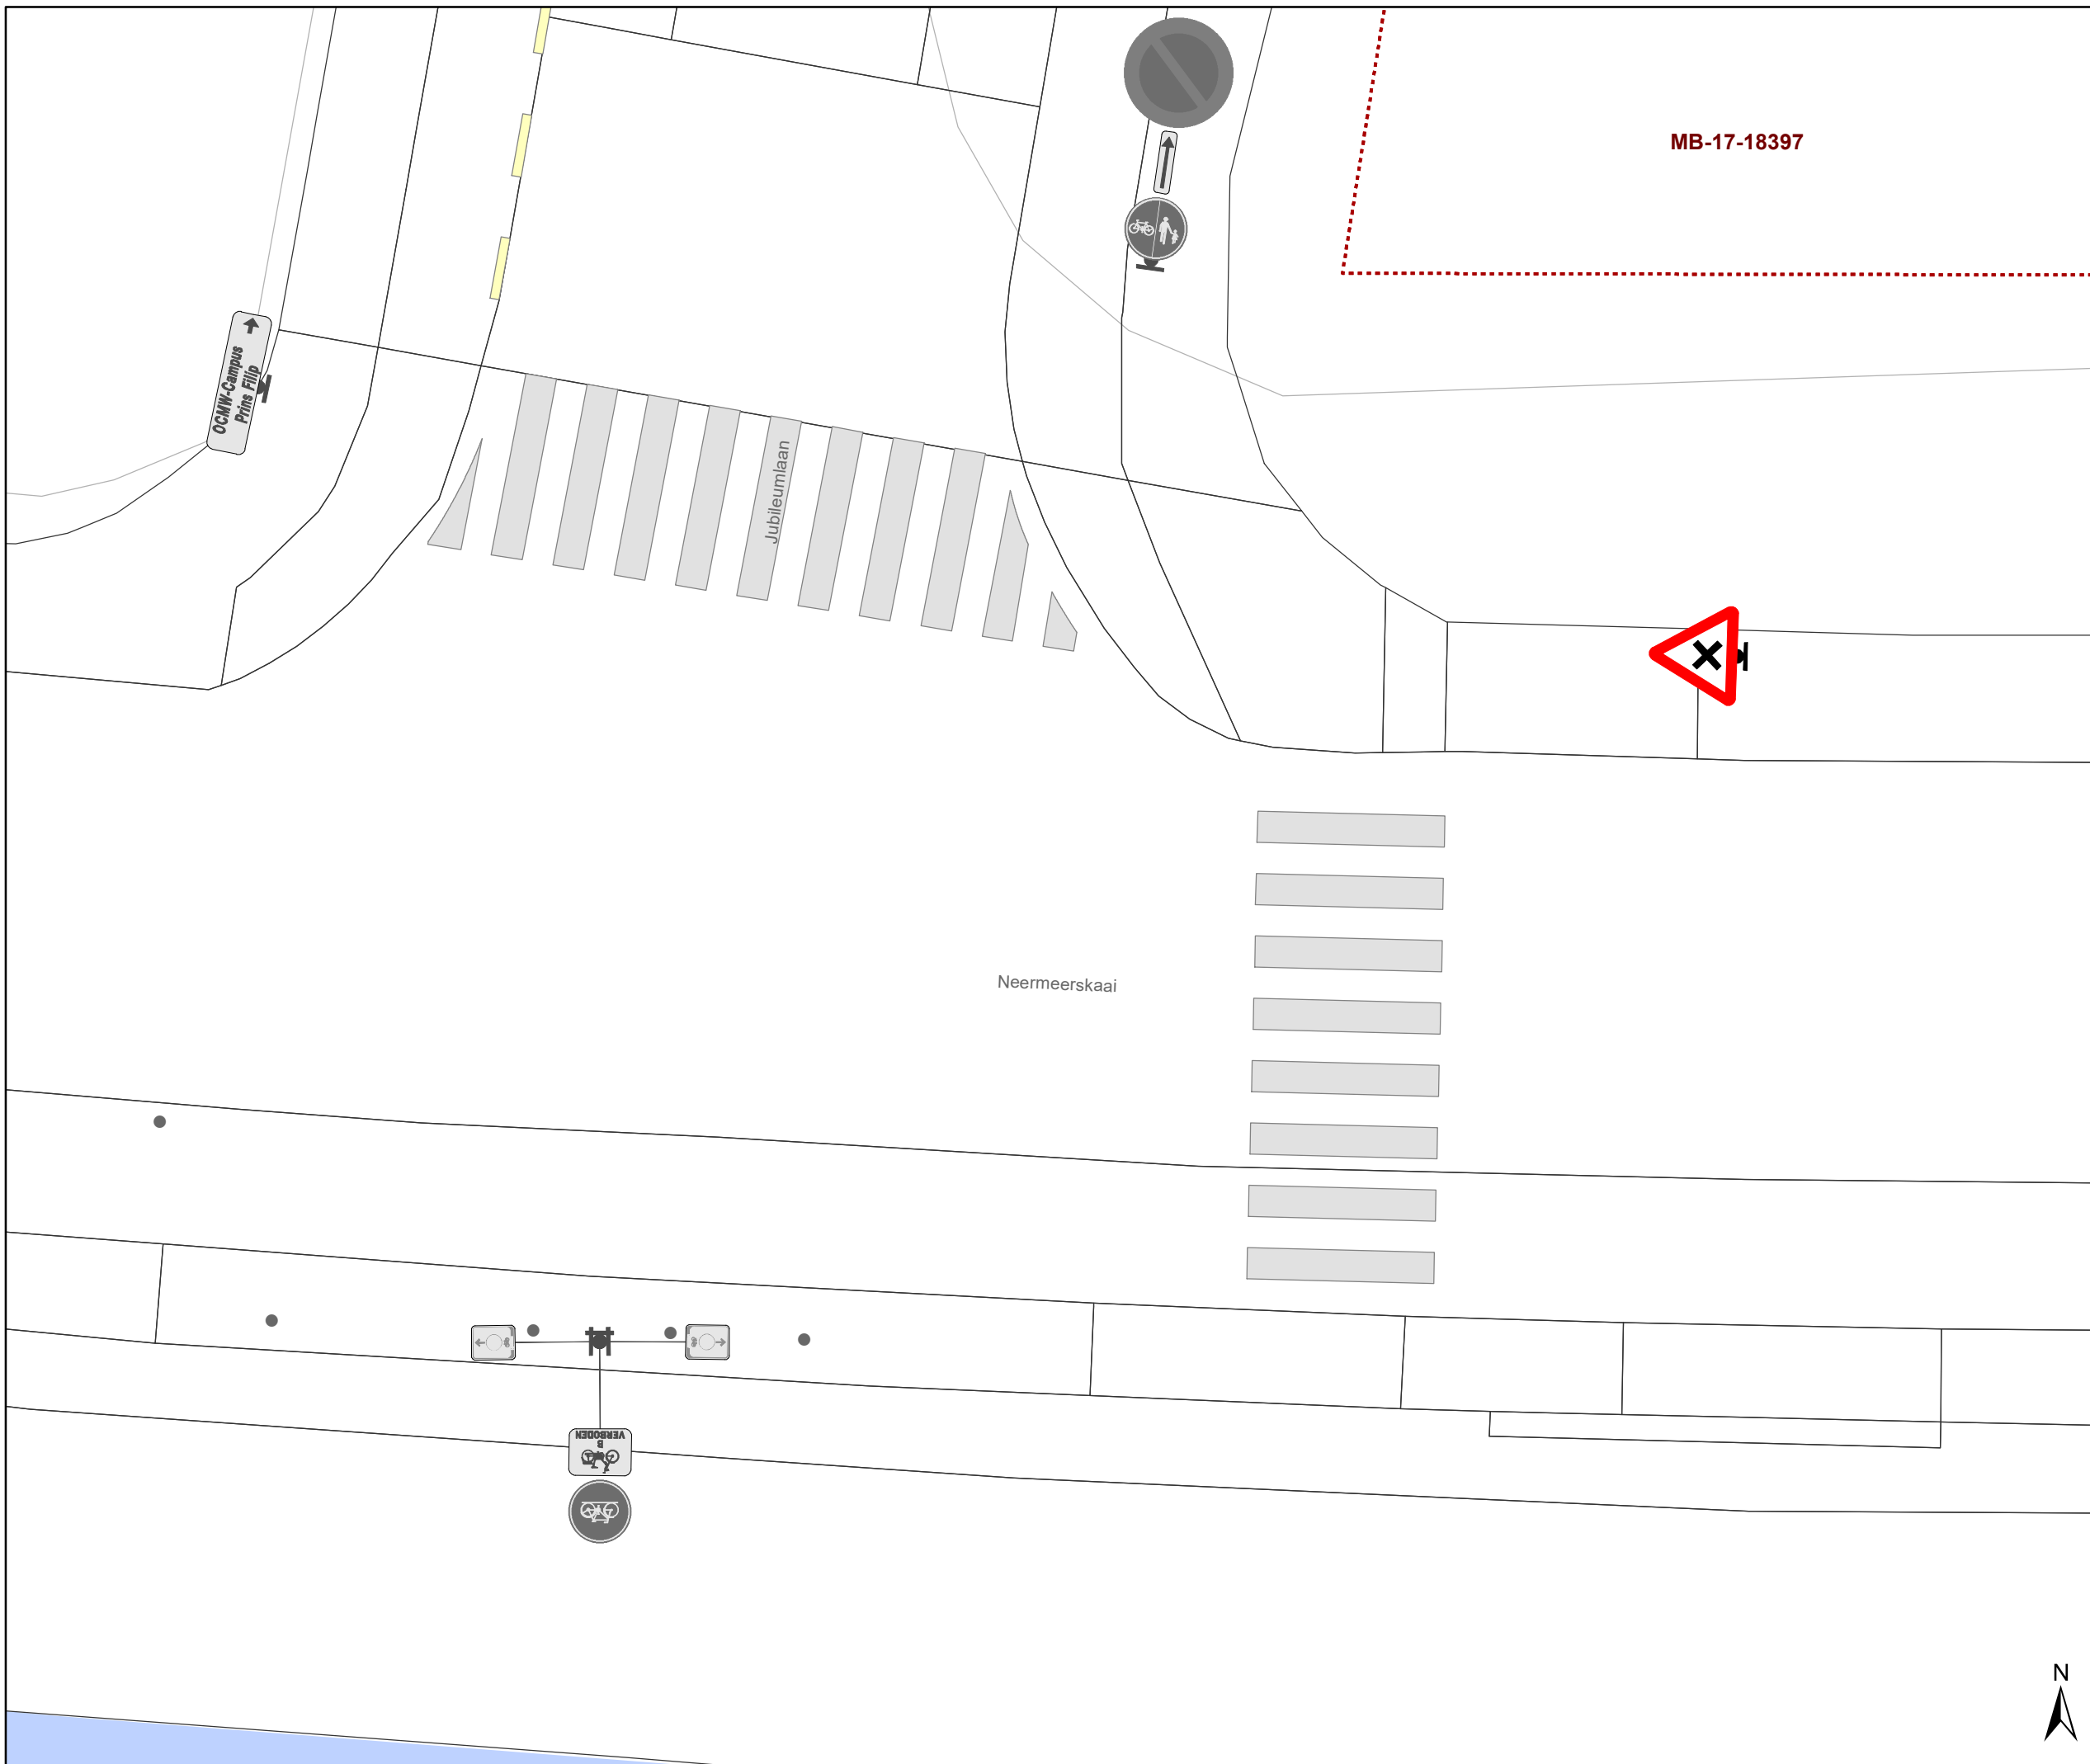 MB-17-18397
OCMW-Campus
Prins Filip
Jubileumlaan
Neermeerskaai
VERBODEN
B
N